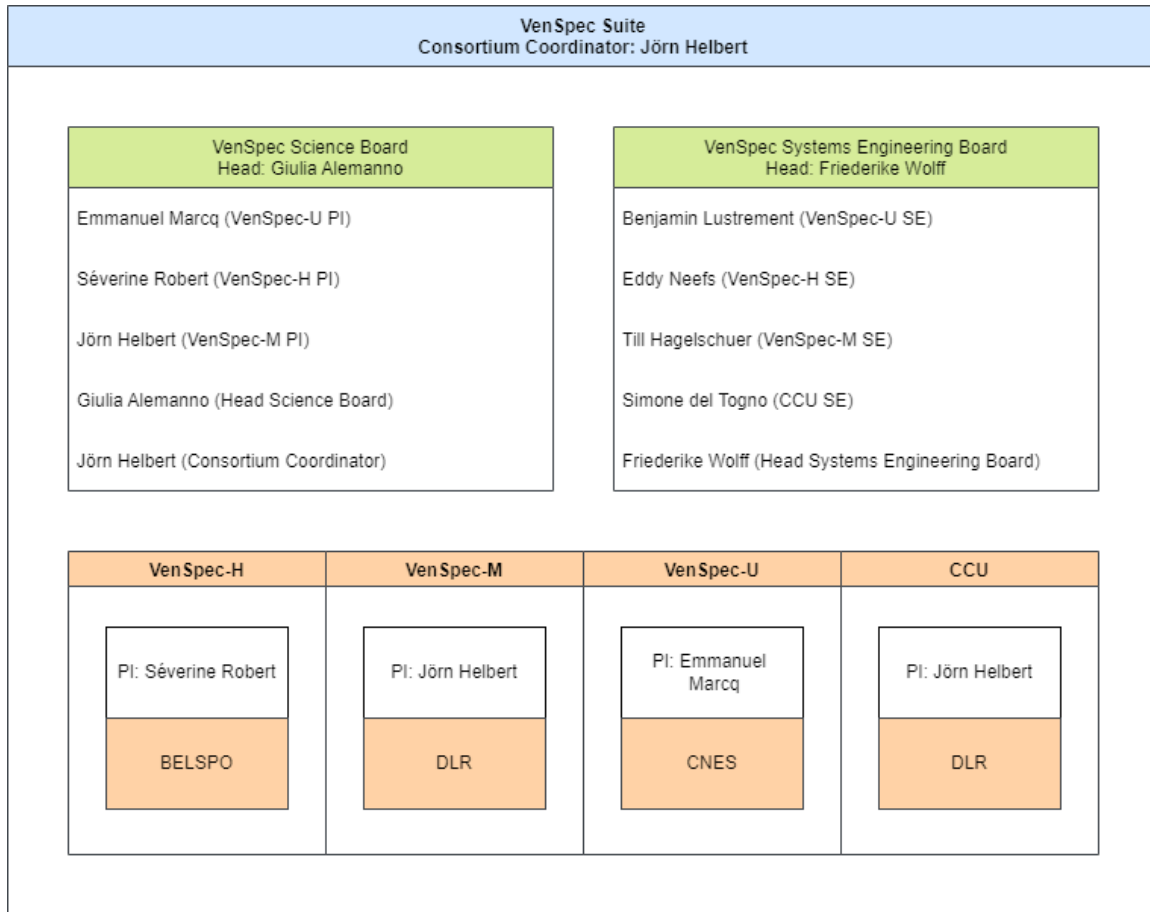 VenSpec Suite
Consortium Coordinator: Jörn Helbert
VenSpec Science Board
Head: Giulia Alemanno
Emmanuel Marcq (VenSpec-U PI)
Séverine Robert (VenSpec-H PI)
Jörn Helbert (VenSpec-M PI)
Giulia Alemanno (Head Science Board)
Jörn Helbert (Consortium Coordinator)
VenSpec Systems Engineering Board
Head: Friederike Wolff
Benjamin Lustrement (VenSpec-U SE)
Eddy Neefs (VenSpec-H SE)
Till Hagelschuer (VenSpec-M SE)
Simone del Togno (CCU SE)
Friederike Wolff (Head Systems Engineering Board)
VenSpec-H
PI: Séverine Robert
BELSPO
VenSpec-M
PI: Jörn Helbert
DLR
VenSpec-U
PI: Emmanuel
Marcq
CNES
CCU
PI: Jörn Helbert
DLR